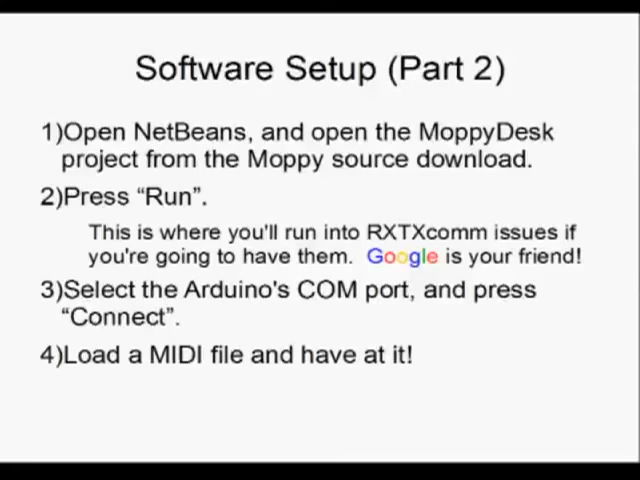 Software Setup (Part 2)
1)Open NetBeans, and open the MoppyDesk
project from the Moppy source download.
2)Press “Run”.
This is where you'll run into RXTXcomm issues if
you're going to have them.  Google is your friend!
3)Select the Arduino's COM port, and press
“Connect”.
4)Load a MIDI file and have at it!